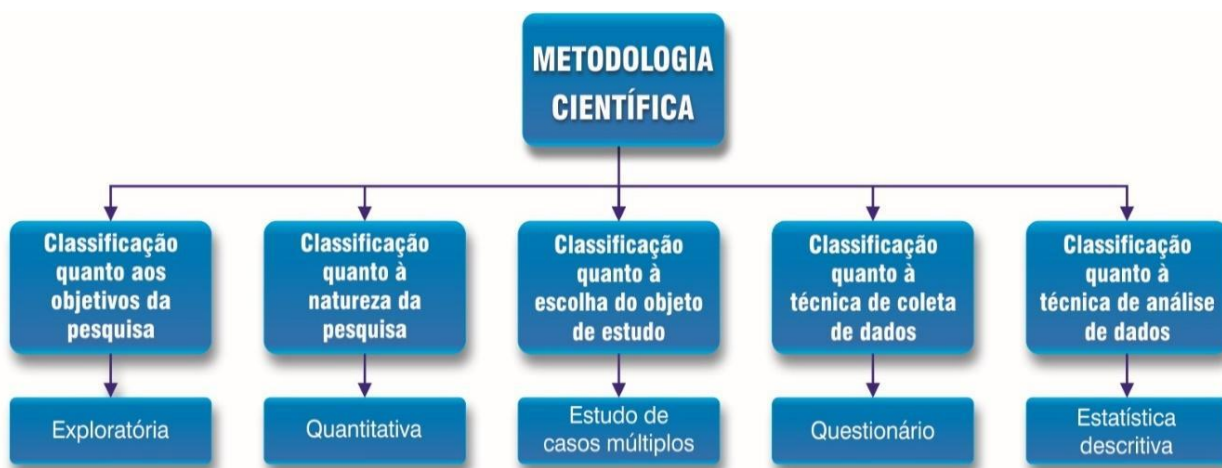 METODOLOGIA
CIENTÍFICA
Classificação
quanto aos
objetivos da
pesquisa
Classificação
quanto à
natureza da
pesquisa
Classificação
quanto à
escolha do objeto
de estudo
Classificação
quanto à
técnica de coleta
de dados
Classificação
quanto à
técnica de análise
de dados
Exploratória
Quantitativa
Estudo de
casos múltiplos
Questionário
Estatística
descritiva